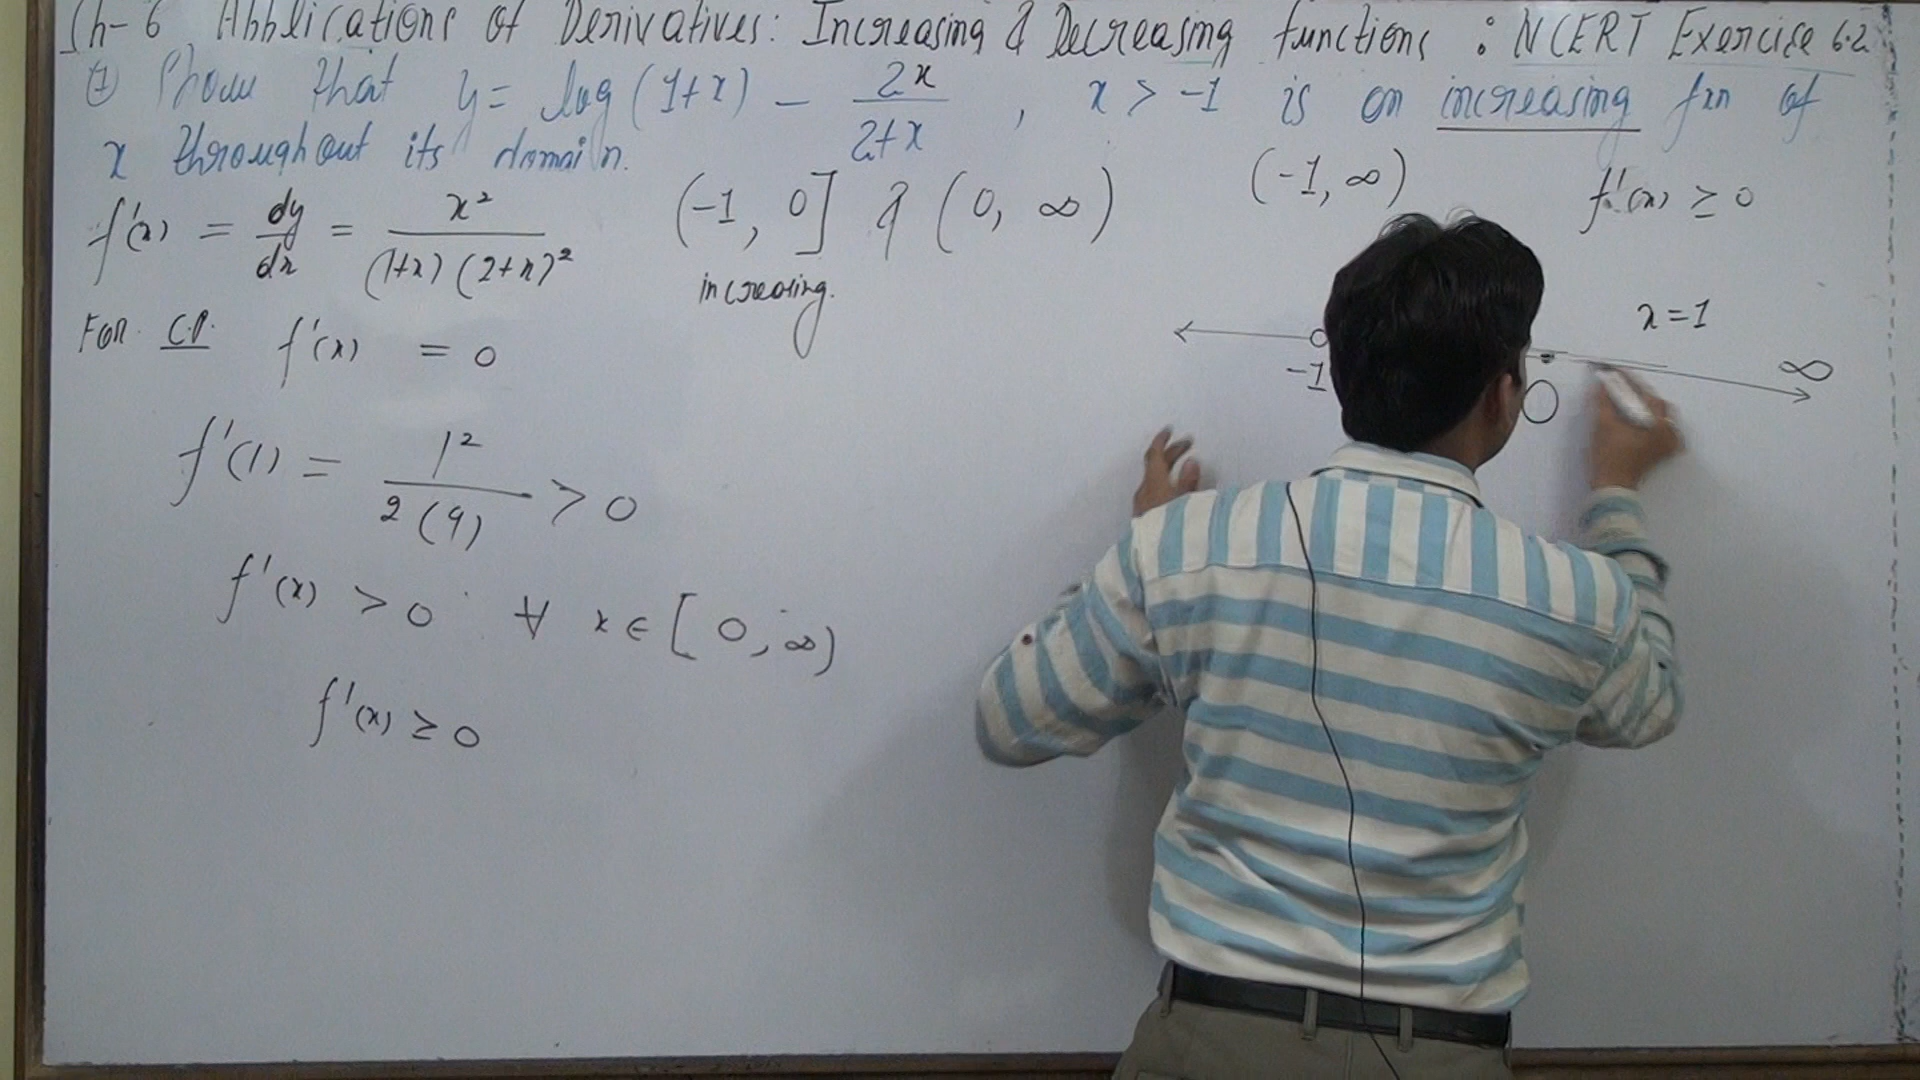 Ch-6 Applications of Derivatives: Increasing & Decreasing functions : NCERT Exercise 6.2
⑦ Show that y = log (1+x) - 2x/(2+x) , x > -1 is an increasing fxn of
x throughout its domain.
f'(x) = dy/dx = x²/((1+x) (2+x)²) (-1, 0] & (0, ∞) (-1, ∞) f'(x) ≥ 0
increasing.
x=1
For C.P. f'(x) = 0
-1 0 ∞
f'(1) = 1²/(2(9)) > 0
f'(x) > 0 ∀ x ∈ [0, ∞)
f'(x) ≥ 0